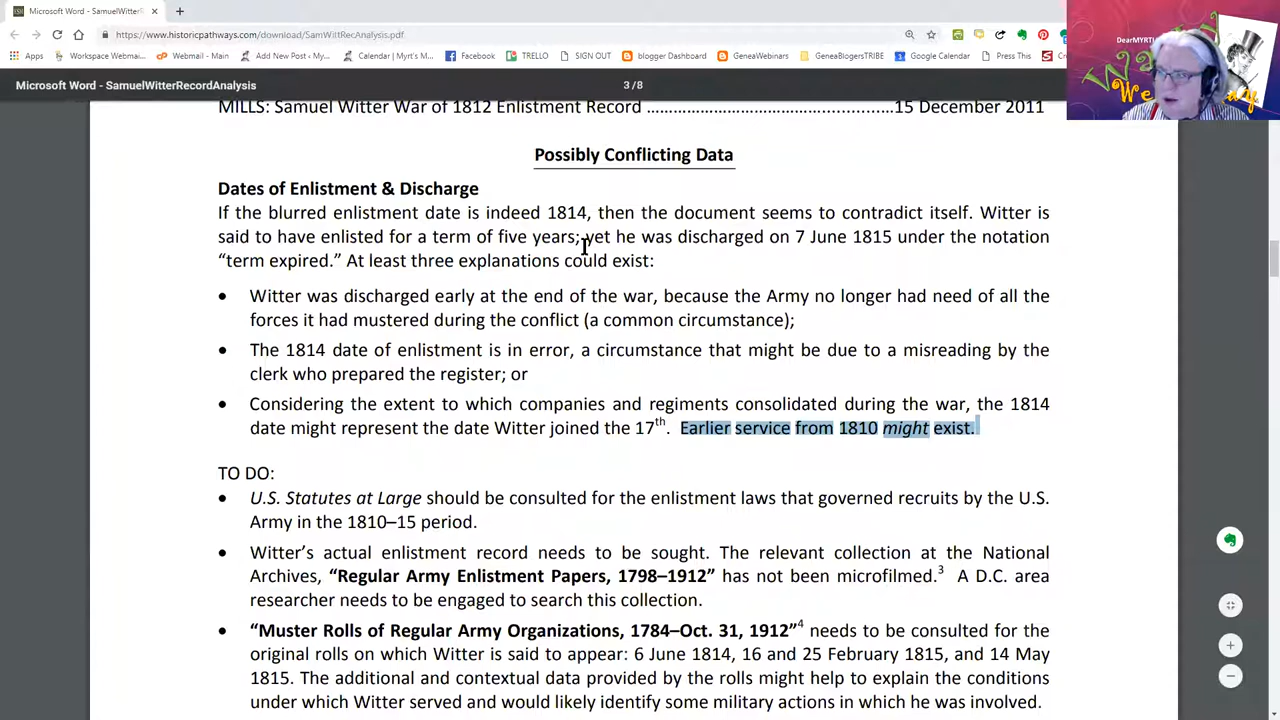 Microsoft Word - SamuelWitterR
https://www.historicpathways.com/download/SamWittRecAnalysis.pdf
Apps Workspace Webmail Webmail - Main Add New Post Calendar | Myrt's M Facebook TRELLO SIGN OUT blogger Dashboard GeneaWebinars GeneaBloggersTRIBE Google Calendar Press This
DearMYRTLE
Wacky
Wednesday
Microsoft Word - SamuelWitterRecordAnalysis 3 / 8
MILLS: Samuel Witter War of 1812 Enlistment Record ……………………………...………15 December 2011
Possibly Conflicting Data
Dates of Enlistment & Discharge
If the blurred enlistment date is indeed 1814, then the document seems to contradict itself. Witter is
said to have enlisted for a term of five years; yet he was discharged on 7 June 1815 under the notation
“term expired.” At least three explanations could exist:
• Witter was discharged early at the end of the war, because the Army no longer had need of all the
forces it had mustered during the conflict (a common circumstance);
• The 1814 date of enlistment is in error, a circumstance that might be due to a misreading by the
clerk who prepared the register; or
• Considering the extent to which companies and regiments consolidated during the war, the 1814
date might represent the date Witter joined the 17th. Earlier service from 1810 might exist.
TO DO:
• U.S. Statutes at Large should be consulted for the enlistment laws that governed recruits by the U.S.
Army in the 1810–15 period.
• Witter’s actual enlistment record needs to be sought. The relevant collection at the National
Archives, “Regular Army Enlistment Papers, 1798–1912” has not been microfilmed.3 A D.C. area
researcher needs to be engaged to search this collection.
• “Muster Rolls of Regular Army Organizations, 1784–Oct. 31, 1912”4 needs to be consulted for the
original rolls on which Witter is said to appear: 6 June 1814, 16 and 25 February 1815, and 14 May
1815. The additional and contextual data provided by the rolls might help to explain the conditions
under which Witter served and would likely identify some military actions in which he was involved.